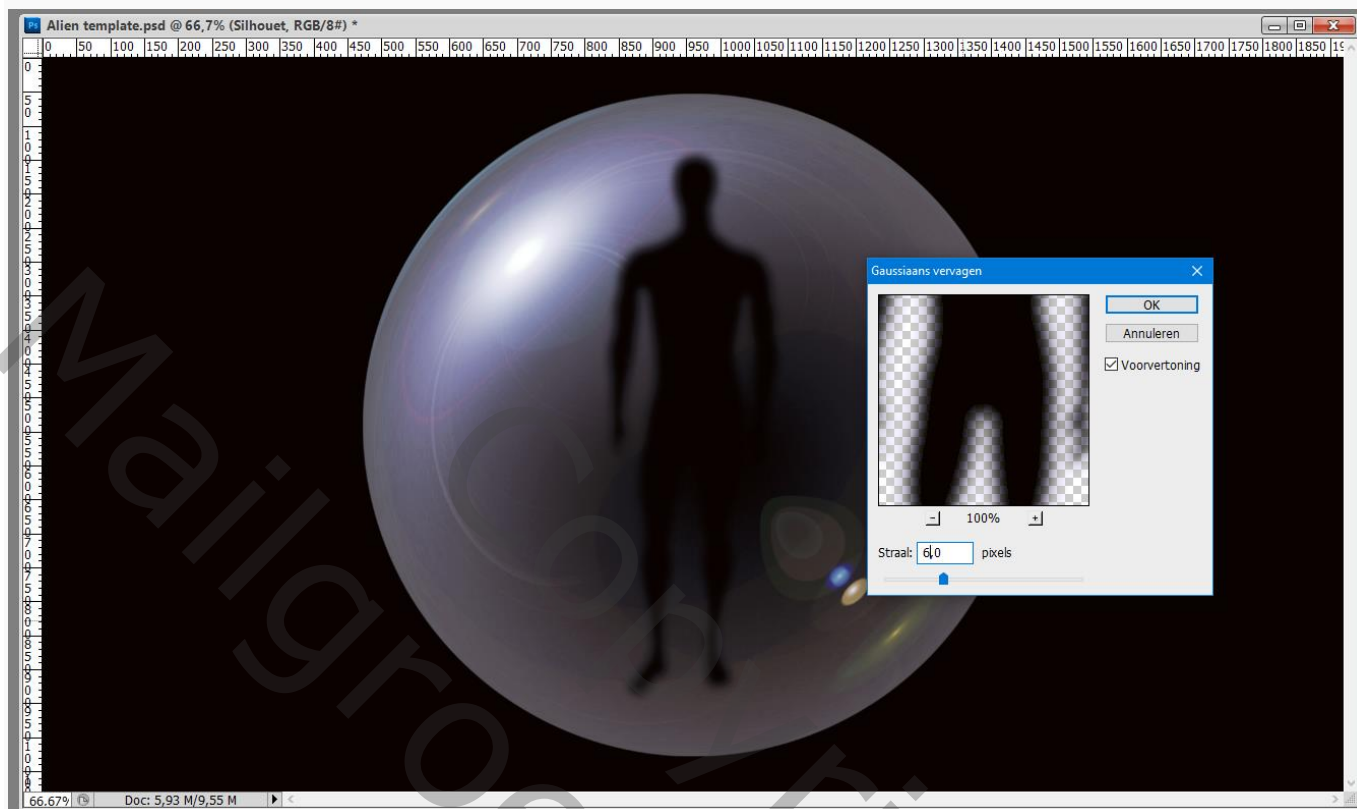 Alien template.psd @ 66,7% (Silhouet, RGB/8#) *
0 50 100 150 200 250 300 350 400 450 500 550 600 650 700 750 800 850 900 950 1000 1050 1100 1150 1200 1250 1300 1350 1400 1450 1500 1550 1600 1650 1700 1750 1800 1850
Gaussiaans vervagen
OK
Annuleren
Voorvertoning
100%
Straal: 6,0 pixels
66.67%
Doc: 5,93 M/9,55 M